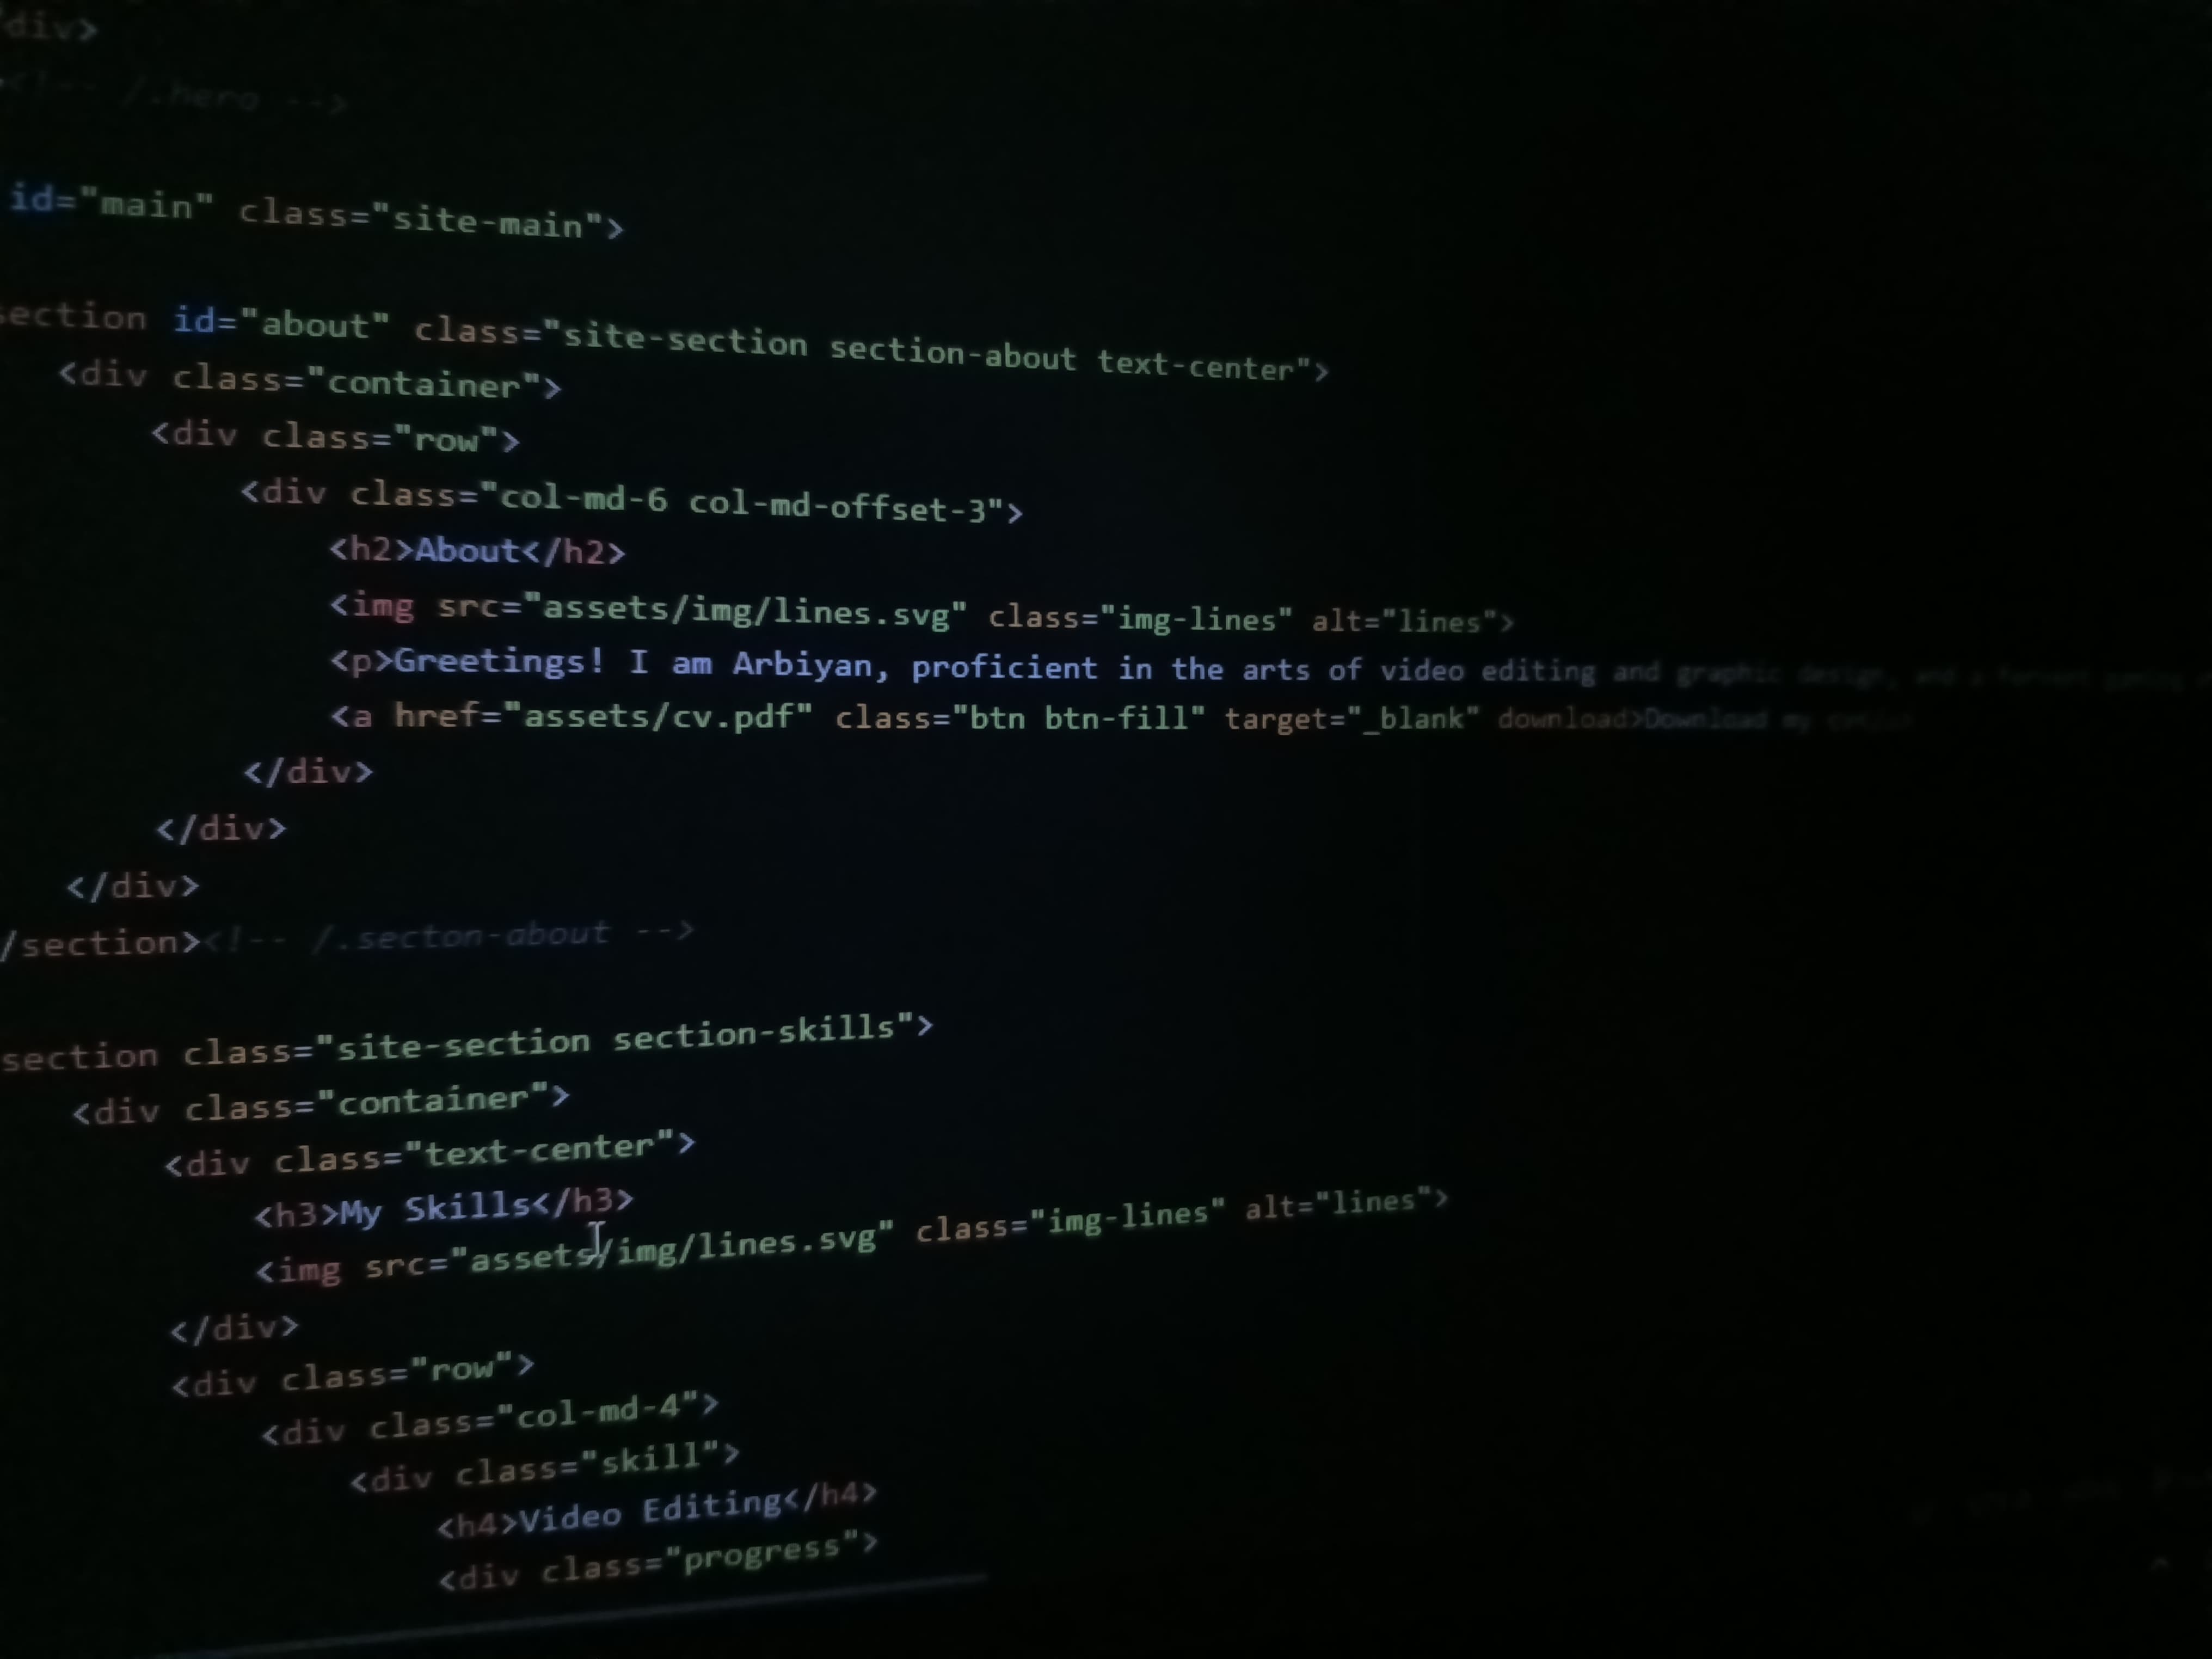 div>
<!-- /.hero -->
id="main" class="site-main">
section id="about" class="site-section section-about text-center">
<div class="container">
<div class="row">
<div class="col-md-6 col-md-offset-3">
<h2>About</h2>
<img src="assets/img/lines.svg" class="img-lines" alt="lines">
<p>Greetings! I am Arbiyan, proficient in the arts of video editing and graphic design, and a
<a href="assets/cv.pdf" class="btn btn-fill" target="_blank" download>Download my
</div>
</div>
</div>
/section><!-- /.secton-about -->
section class="site-section section-skills">
<div class="container">
<div class="text-center">
<h3>My Skills</h3>
<img src="assets/img/lines.svg" class="img-lines" alt="lines">
</div>
<div class="row">
<div class="col-md-4">
<div class="skill">
<h4>Video Editing</h4>
<div class="progress">